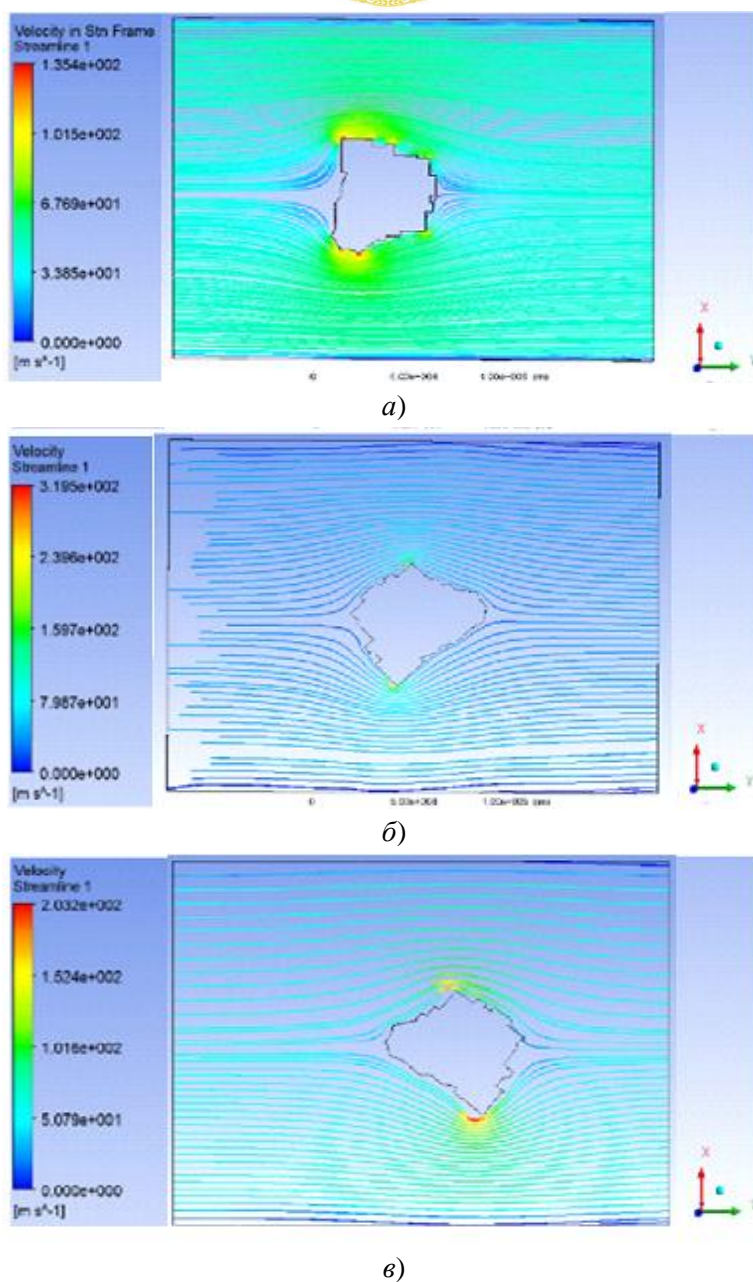 Velocity in Stn Frame
Streamline 1
1.354e+002
1.015e+002
6.769e+001
3.385e+001
0.000e+000
[m s^-1]
X
0
а)
Velocity
Streamline 1
3.195e+002
2.396e+002
1.597e+002
7.987e+001
0.000e+000
[m s^-1]
X
Y
0
б)
Velocity
Streamline 1
2.032e+002
1.524e+002
1.016e+002
5.079e+001
0.000e+000
[m s^-1]
X
в)